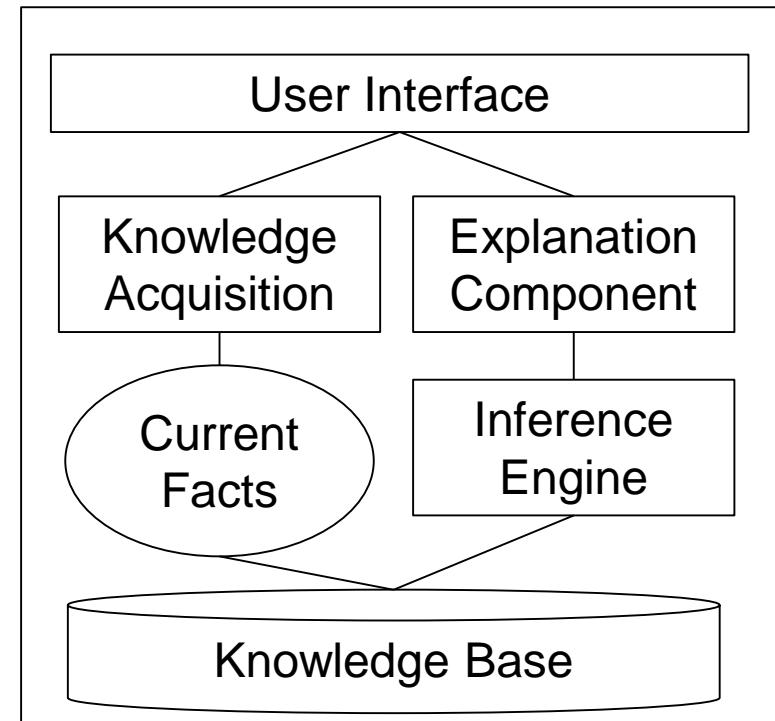 User Interface
Knowledge
Acquisition
Explanation
Component
Current
Facts
Inference
Engine
Knowledge Base